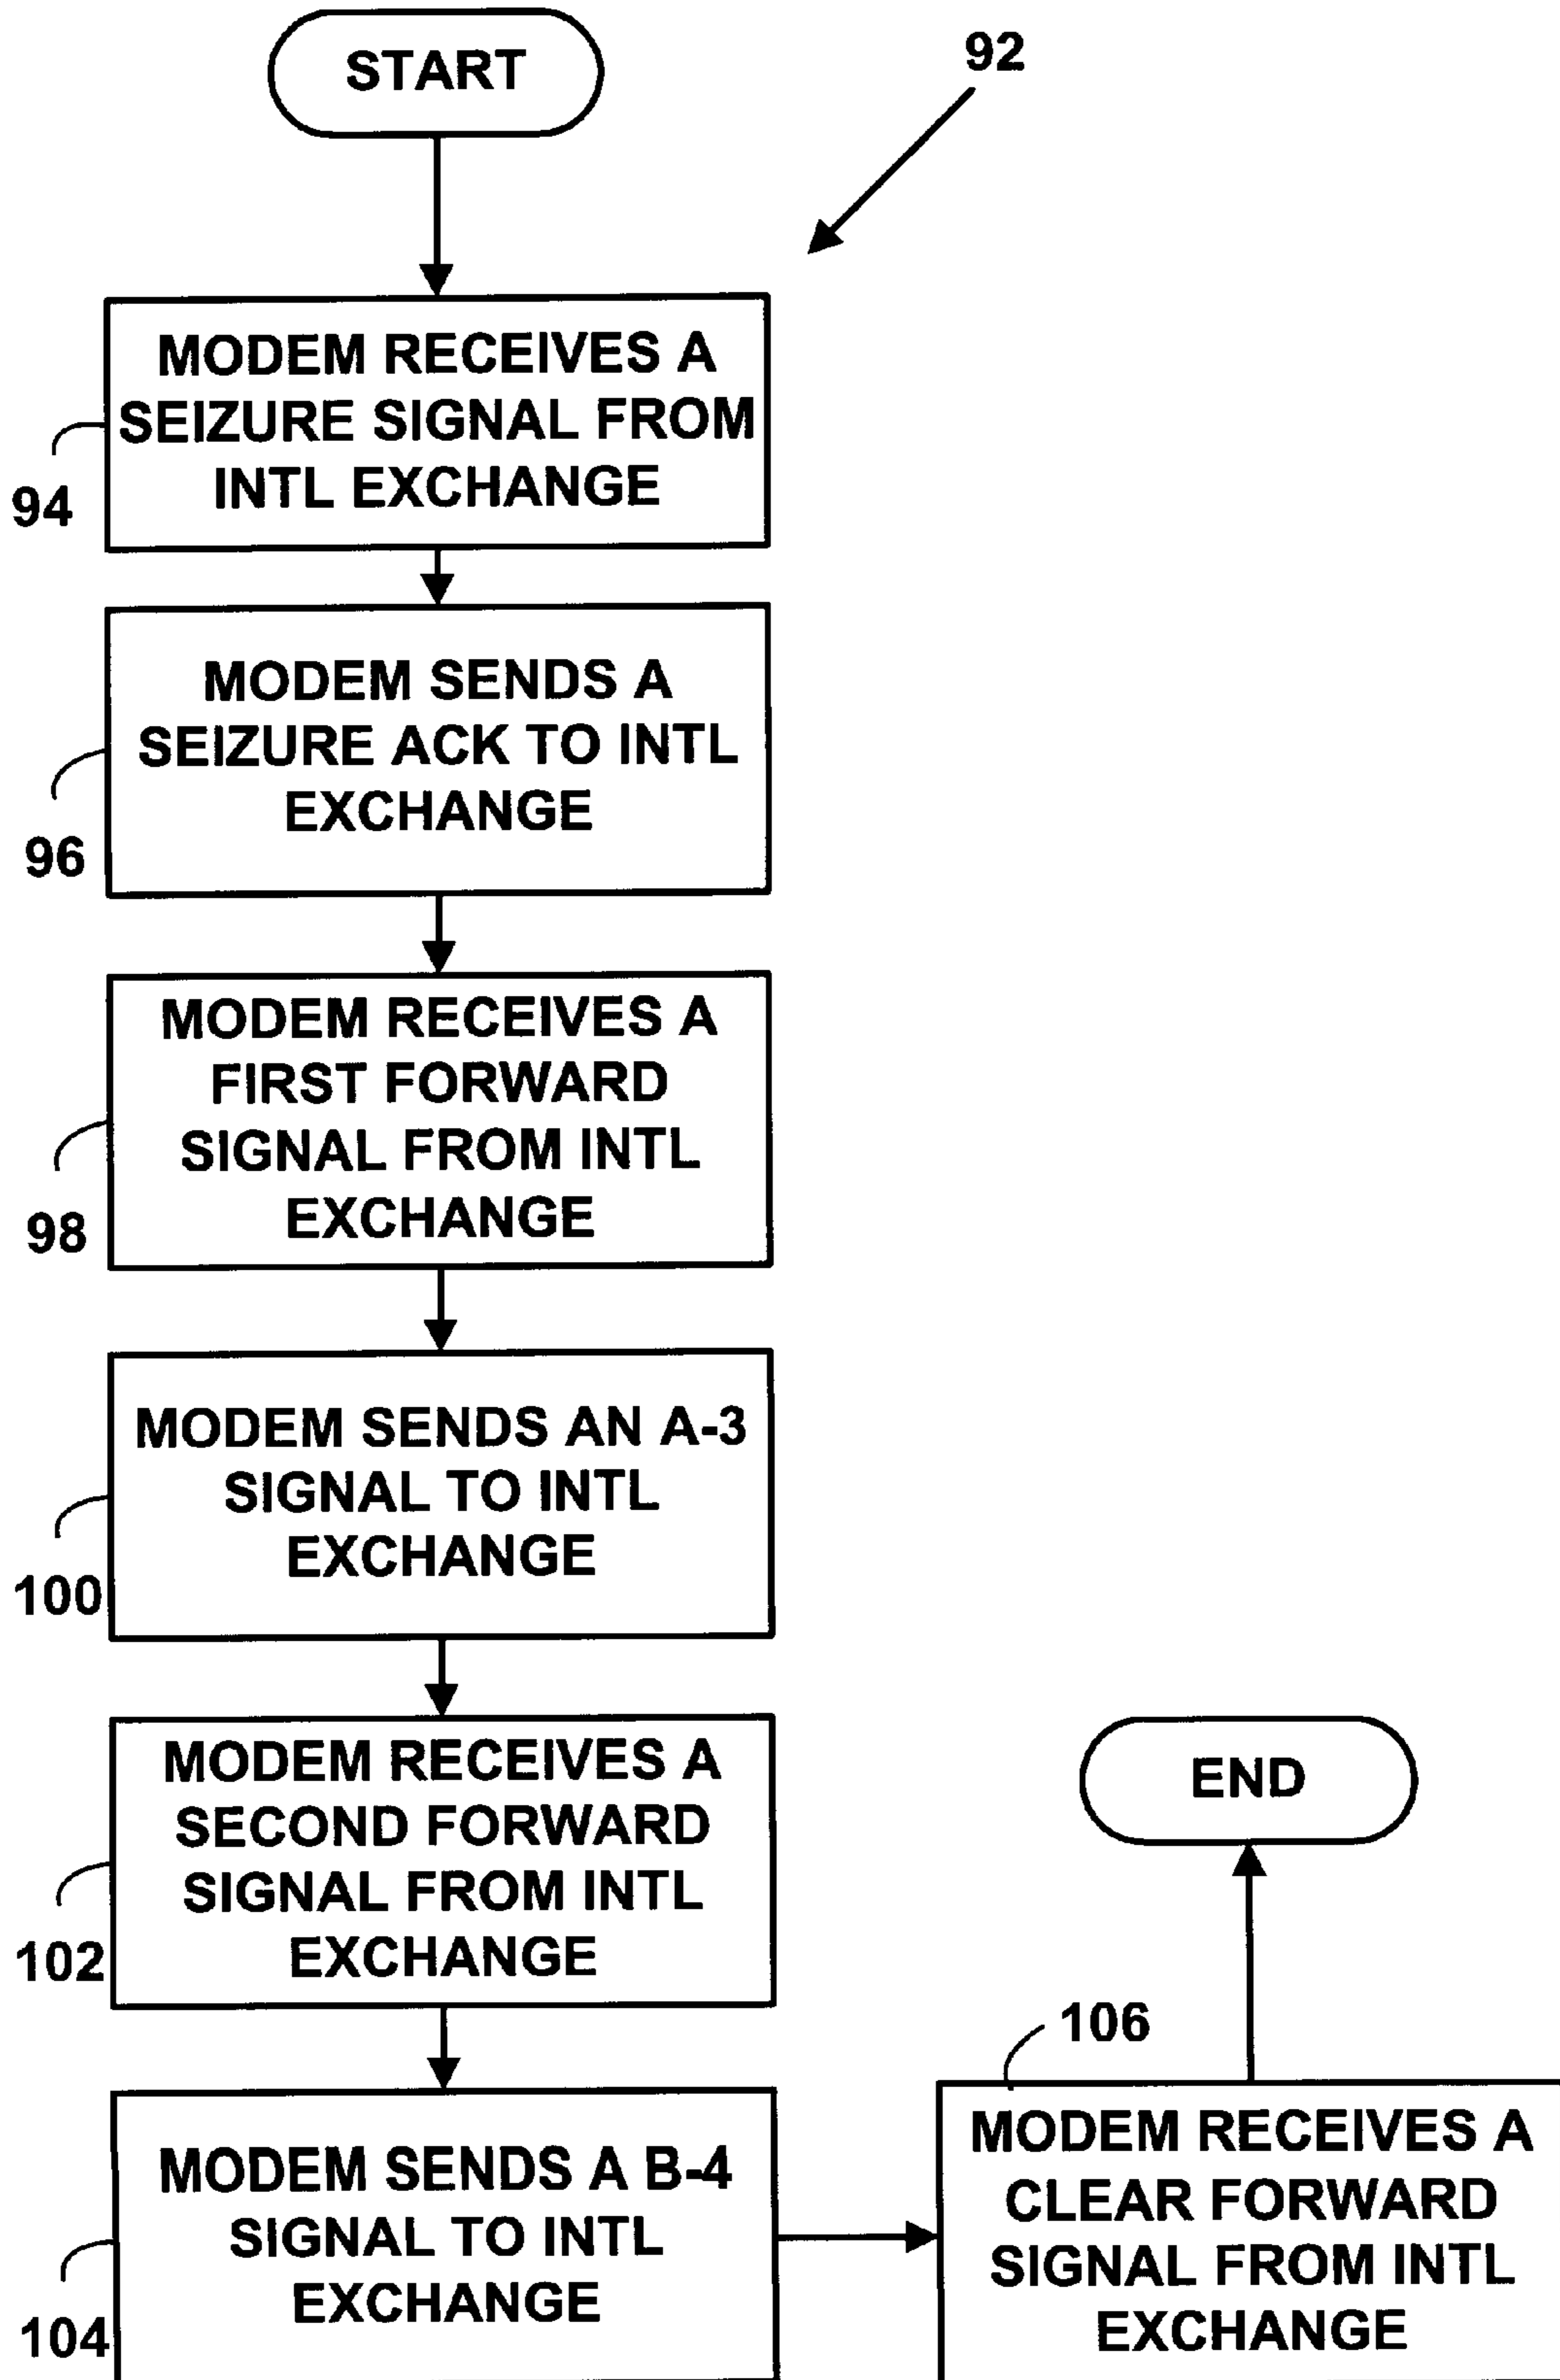 START
92
MODEM RECEIVES A
SEIZURE SIGNAL FROM
INTL EXCHANGE
94
MODEM SENDS A
SEIZURE ACK TO INTL
EXCHANGE
96
MODEM RECEIVES A
FIRST FORWARD
SIGNAL FROM INTL
EXCHANGE
98
MODEM SENDS AN A-3
SIGNAL TO INTL
EXCHANGE
100
MODEM RECEIVES A
SECOND FORWARD
SIGNAL FROM INTL
EXCHANGE
102
MODEM SENDS A B-4
SIGNAL TO INTL
EXCHANGE
104
106
MODEM RECEIVES A
CLEAR FORWARD
SIGNAL FROM INTL
EXCHANGE
END